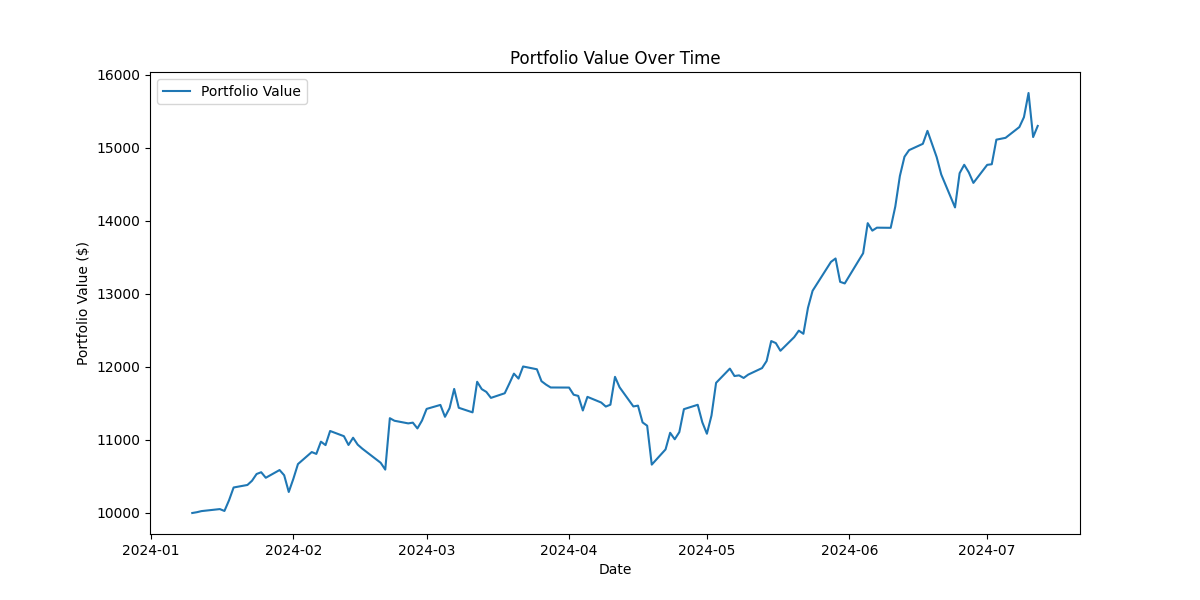 Portfolio Value Over Time
Portfolio Value
Portfolio Value ($)
16000
15000
14000
13000
12000
11000
10000
2024-01 2024-02 2024-03 2024-04 2024-05 2024-06 2024-07
Date